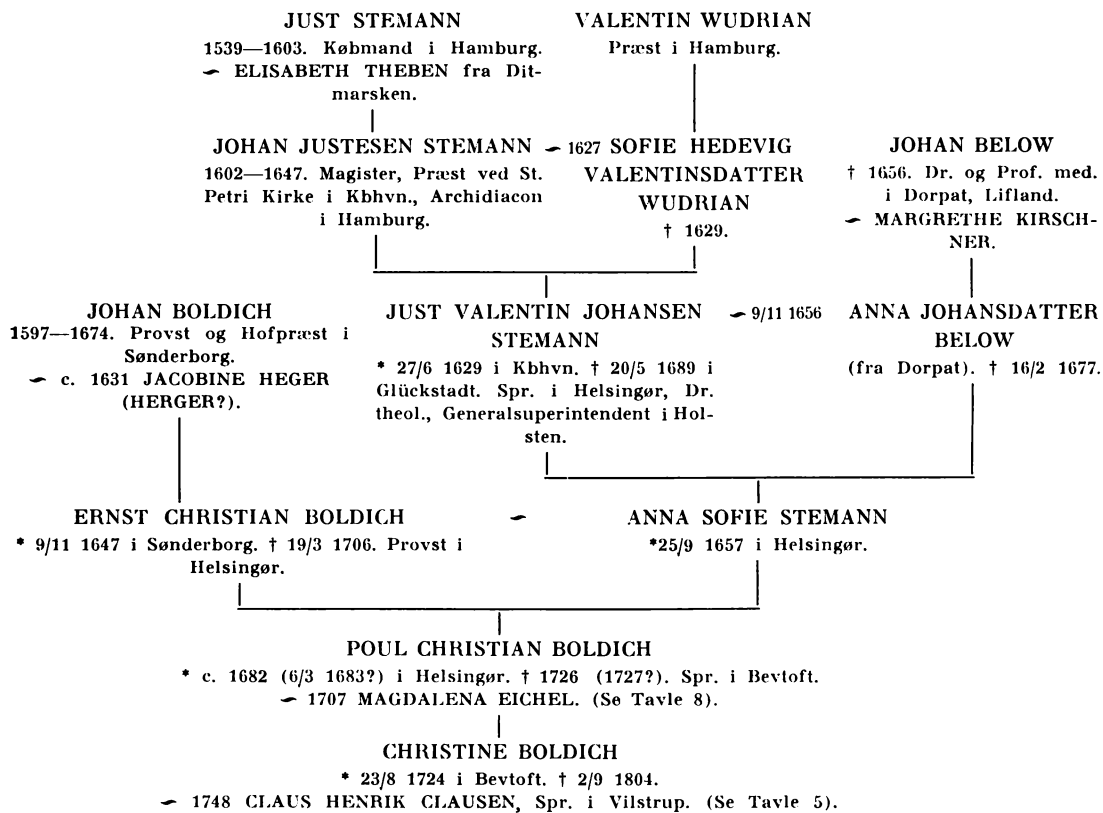 JUST STEMANN
1539—1603. Købmand i Hamburg.
⚭ ELISABETH THEBEN fra Dit-
marsken.
VALENTIN WUDRIAN
Præst i Hamburg.
JOHAN JUSTESEN STEMANN
1602—1647. Magister, Præst ved St.
Petri Kirke i Kbhvn., Archidiacon
i Hamburg.
⚭ 1627 SOFIE HEDEVIG
VALENTINSDATTER
WUDRIAN
† 1629.
JOHAN BELOW
† 1656. Dr. og Prof. med.
i Dorpat, Lifland.
⚭ MARGRETHE KIRSCH-
NER.
JOHAN BOLDICH
1597—1674. Provst og Hofpræst i
Sønderborg.
⚭ c. 1631 JACOBINE HEGER
(HERGER?).
JUST VALENTIN JOHANSEN
STEMANN
* 27/6 1629 i Kbhvn. † 20/5 1689 i
Glückstadt. Spr. i Helsingør, Dr.
theol., Generalsuperintendent i Hol-
sten.
⚭ 9/11 1656
ANNA JOHANSDATTER
BELOW
(fra Dorpat). † 16/2 1677.
ERNST CHRISTIAN BOLDICH
* 9/11 1647 i Sønderborg. † 19/3 1706. Provst i
Helsingør.
⚭
ANNA SOFIE STEMANN
*25/9 1657 i Helsingør.
POUL CHRISTIAN BOLDICH
* c. 1682 (6/3 1683?) i Helsingør. † 1726 (1727?). Spr. i Bevtoft.
⚭ 1707 MAGDALENA EICHEL. (Se Tavle 8).
CHRISTINE BOLDICH
* 23/8 1724 i Bevtoft. † 2/9 1804.
⚭ 1748 CLAUS HENRIK CLAUSEN, Spr. i Vilstrup. (Se Tavle 5).